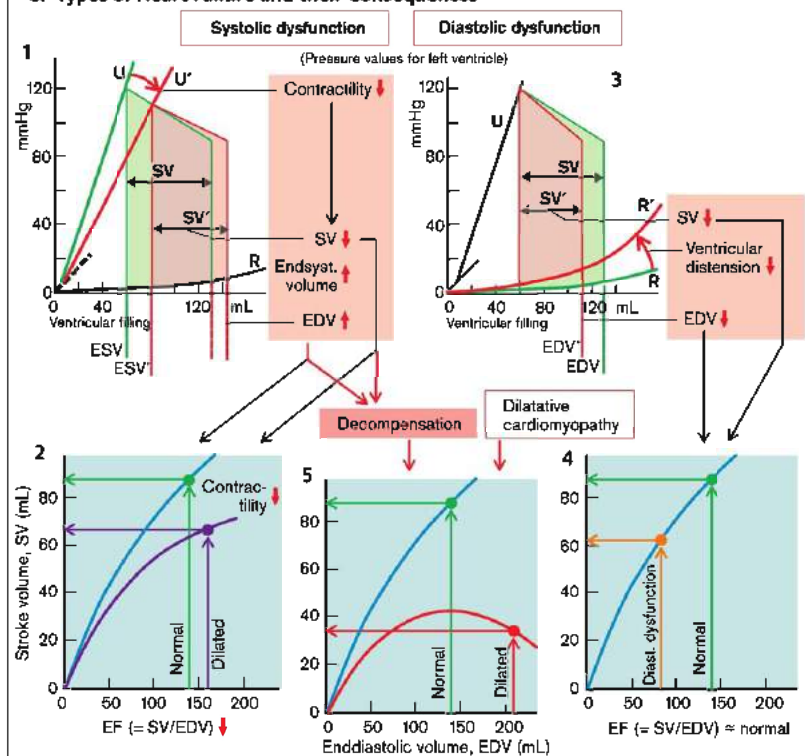 Systolic dysfunction
Diastolic dysfunction
(Pressure values for left ventricle)
1
mmHg
120
80
40
0
U
U′
SV
SV′
R
0
40
80
120
mL
Ventricular filling
ESV
ESV′
Contractility
SV
Endsyst.
volume
EDV
3
mmHg
120
80
40
0
U
SV
SV′
R′
R
0
40
80
120
mL
Ventricular filling
EDV′
EDV
SV
Ventricular
distension
EDV
Decompensation
Dilatative
cardiomyopathy
2
Stroke volume, SV (mL)
80
60
40
20
0
Contrac-
tility
Normal
Dilated
0
50
100
150
200
EF (= SV/EDV)
5
80
60
40
20
0
Normal
Dilated
0
50
100
150
200
Enddiastolic volume, EDV (mL)
4
80
60
40
20
0
Diast. dysfunction
Normal
0
50
100
150
200
EF (= SV/EDV) ≈ normal